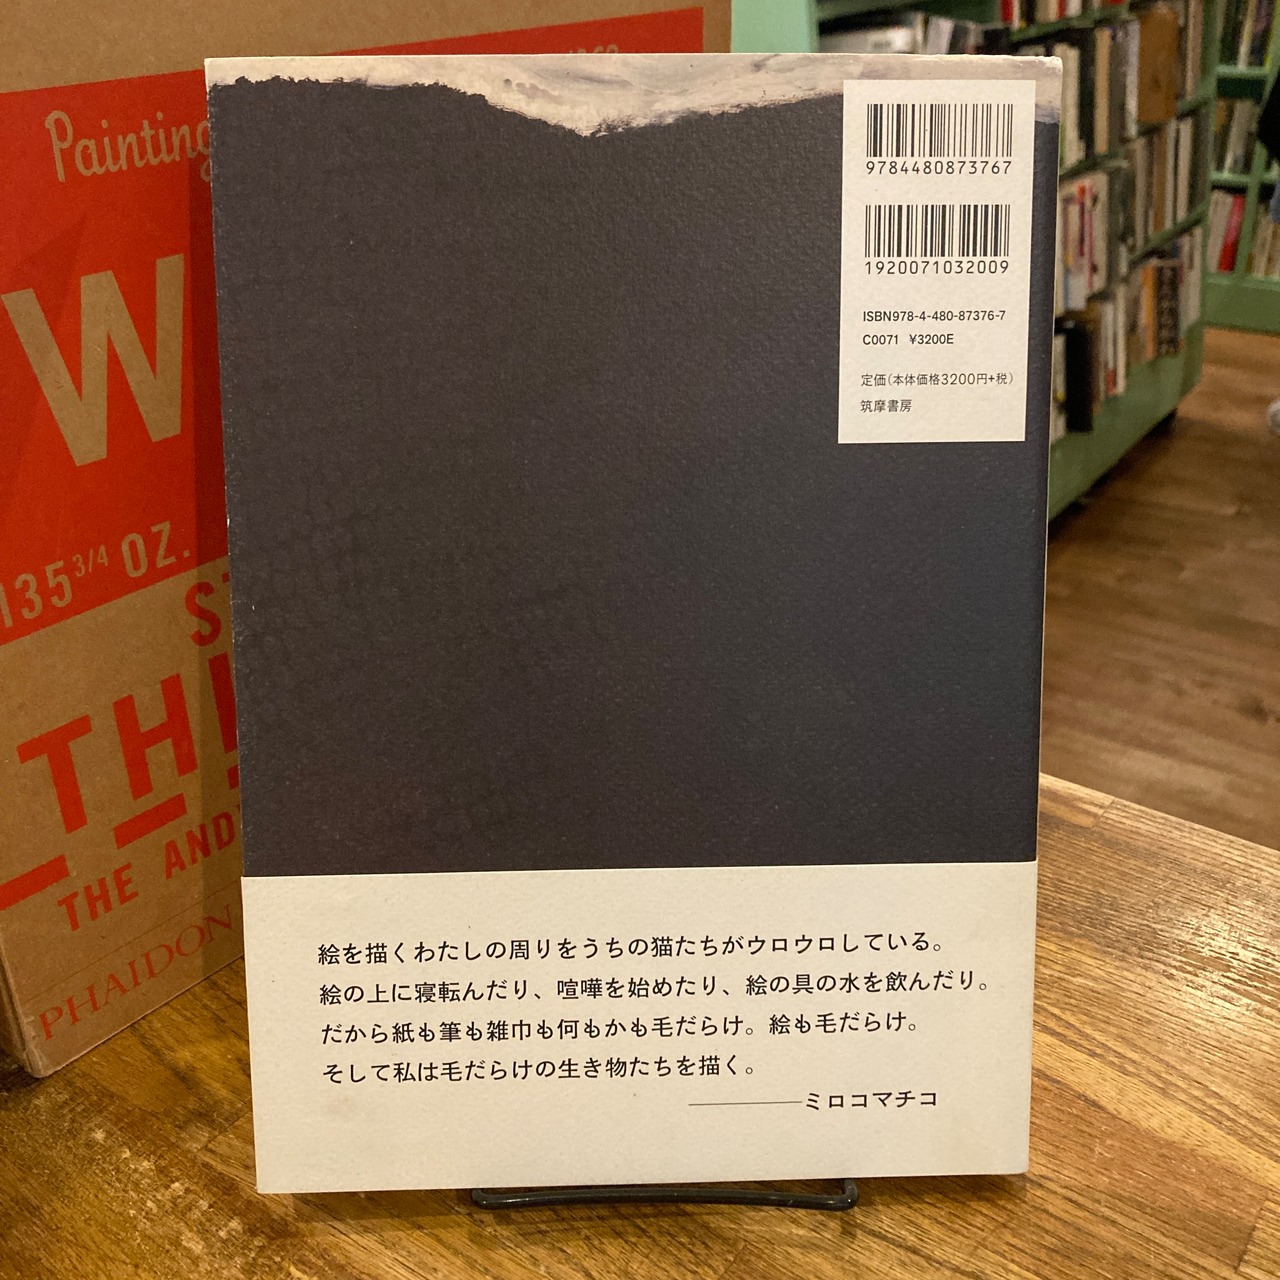 Painting
W
135 3/4 OZ.
TH
THE ANDY
PHAIDON
9784480873767
1920071032009
ISBN978-4-480-87376-7
C0071 ¥3200E
定価(本体価格3200円+税)
筑摩書房
絵を描くわたしの周りをうちの猫たちがウロウロしている。
絵の上に寝転んだり、喧嘩を始めたり、絵の具の水を飲んだり。
だから紙も筆も雑巾も何もかも毛だらけ。絵も毛だらけ。
そして私は毛だらけの生き物たちを描く。
————ミロコマチコ